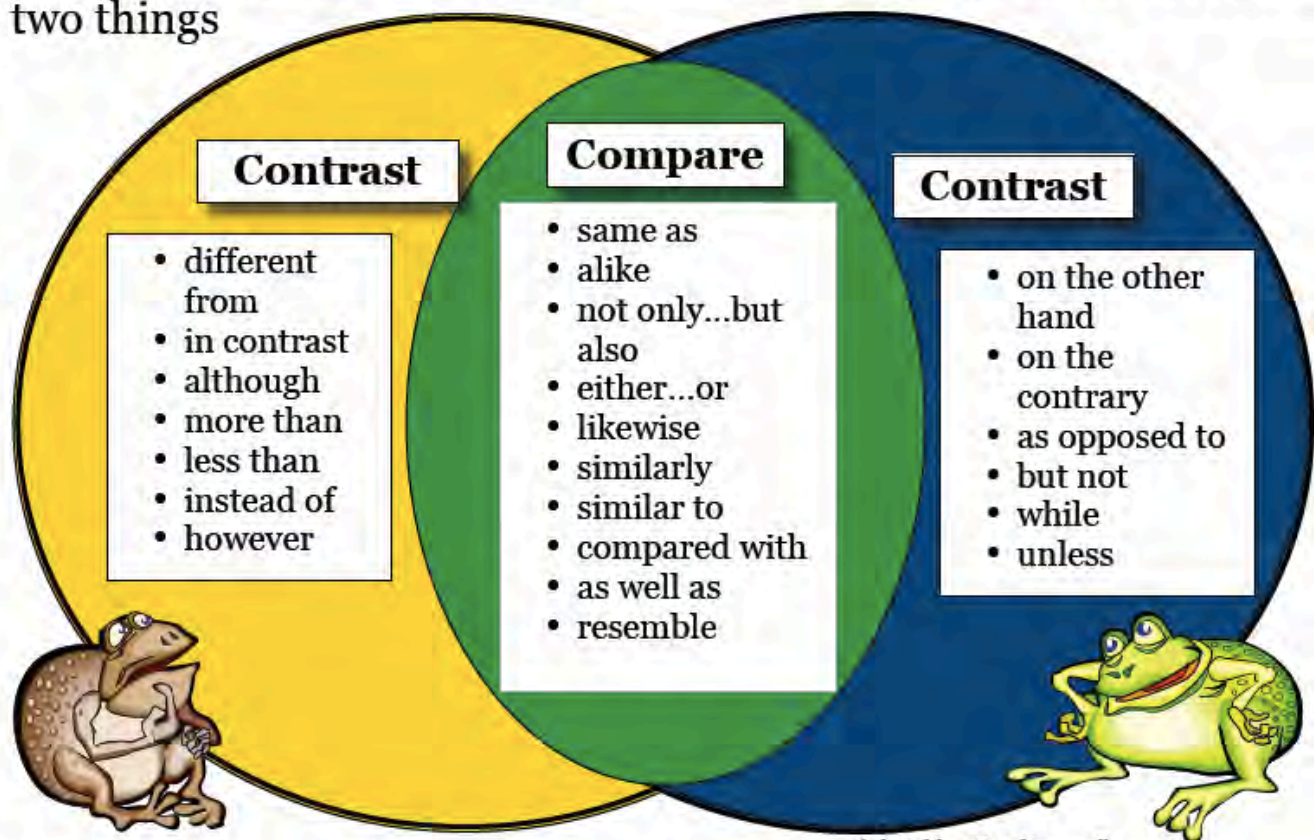 two things
Contrast
• different
from
• in contrast
• although
• more than
• less than
• instead of
• however
Compare
• same as
• alike
• not only...but
also
• either...or
• likewise
• similarly
• similar to
• compared with
• as well as
• resemble
Contrast
• on the other
hand
• on the
contrary
• as opposed to
• but not
• while
• unless